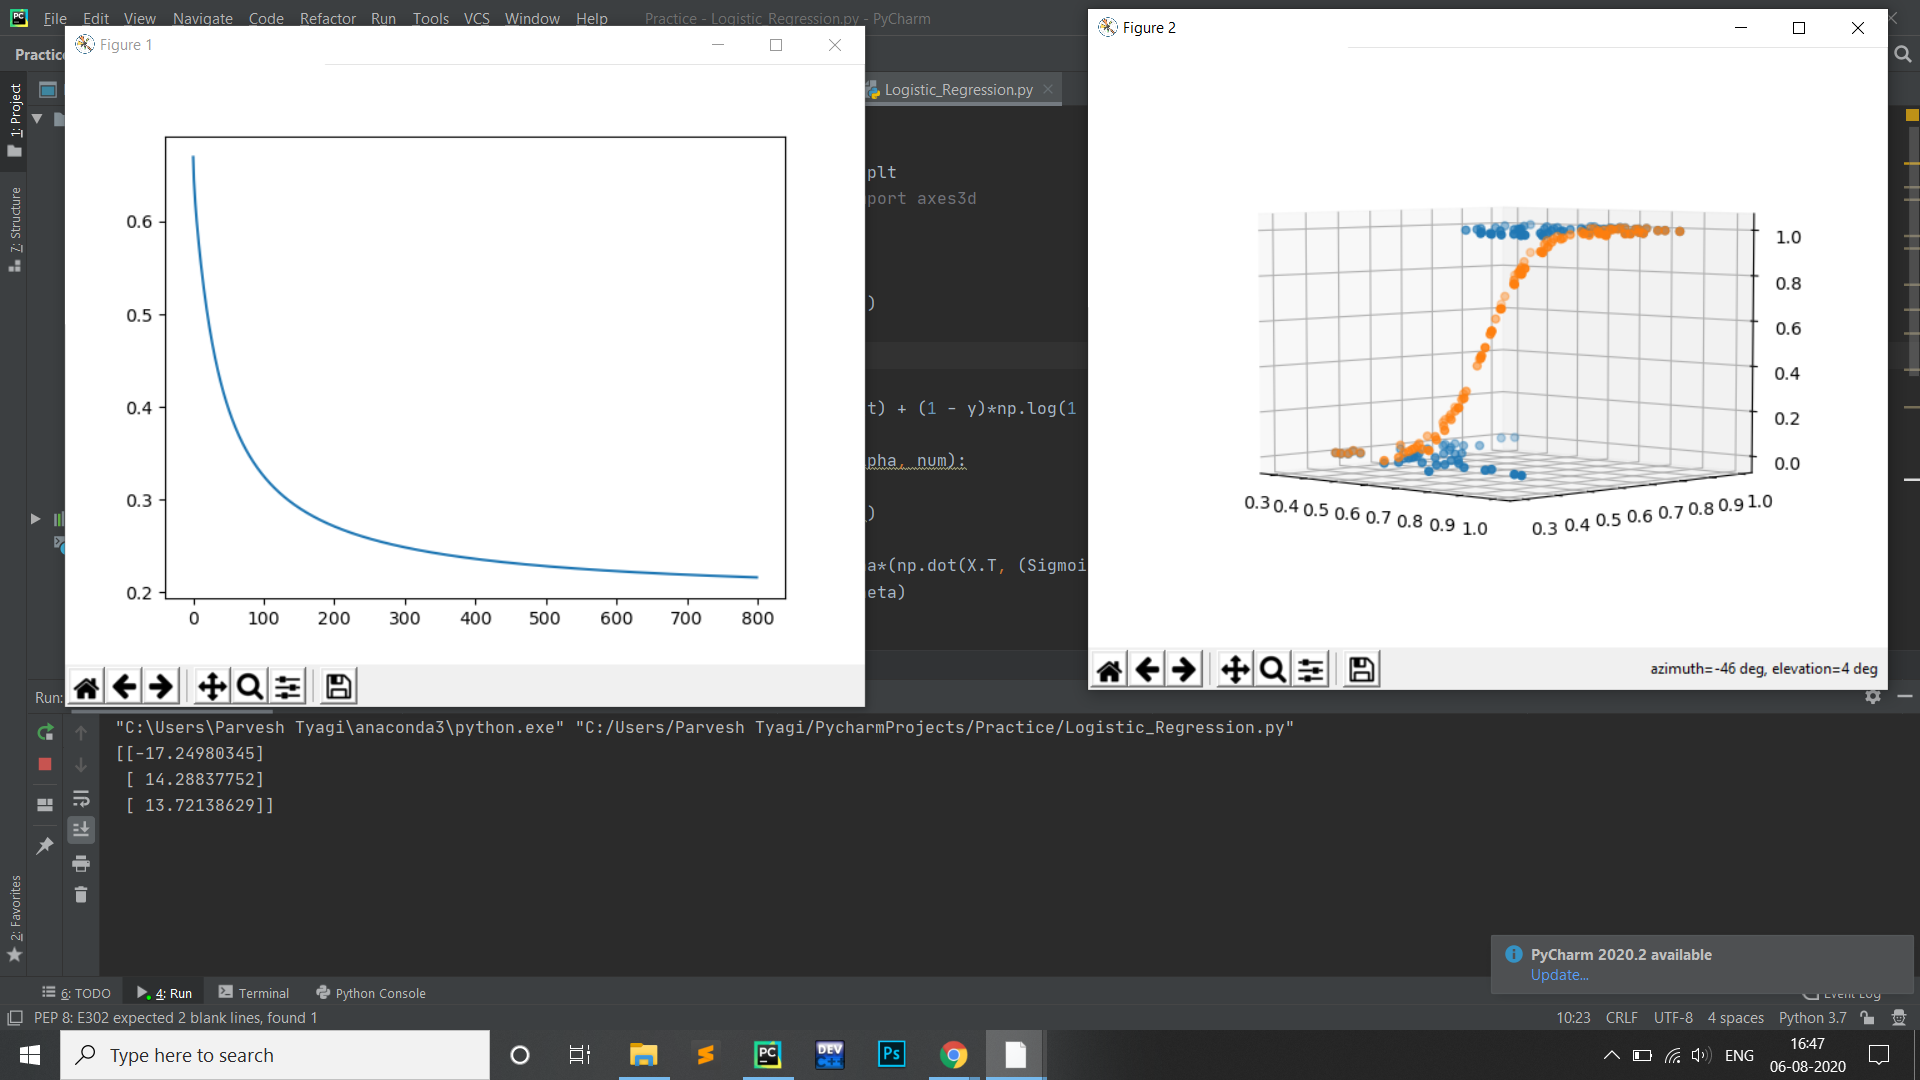 File Edit View Navigate Code Refactor Run Tools VCS Window Help Practice - Logistic_Regression.py - PyCharm
Practice
Figure 1
0.6
0.5
0.4
0.3
0.2
0 100 200 300 400 500 600 700 800
Logistic_Regression.py
plt
port axes3d
)
t) + (1 - y)*np.log(1
pha, num):
)
a*(np.dot(X.T, (Sigmoi
eta)
Figure 2
1.0
0.8
0.6
0.4
0.2
0.0
0.3 0.4 0.5 0.6 0.7 0.8 0.9 1.0 0.3 0.4 0.5 0.6 0.7 0.8 0.9 1.0
azimuth=-46 deg, elevation=4 deg
1: Project
7: Structure
2: Favorites
Run:
"C:\Users\Parvesh Tyagi\anaconda3\python.exe" "C:/Users/Parvesh Tyagi/PycharmProjects/Practice/Logistic_Regression.py"
[[-17.24980345]
[ 14.28837752]
[ 13.72138629]]
PyCharm 2020.2 available
Update...
6: TODO 4: Run Terminal Python Console Event Log
PEP 8: E302 expected 2 blank lines, found 1 10:23 CRLF UTF-8 4 spaces Python 3.7
Type here to search
PC
DEV
C++
Ps
ENG
16:47
06-08-2020